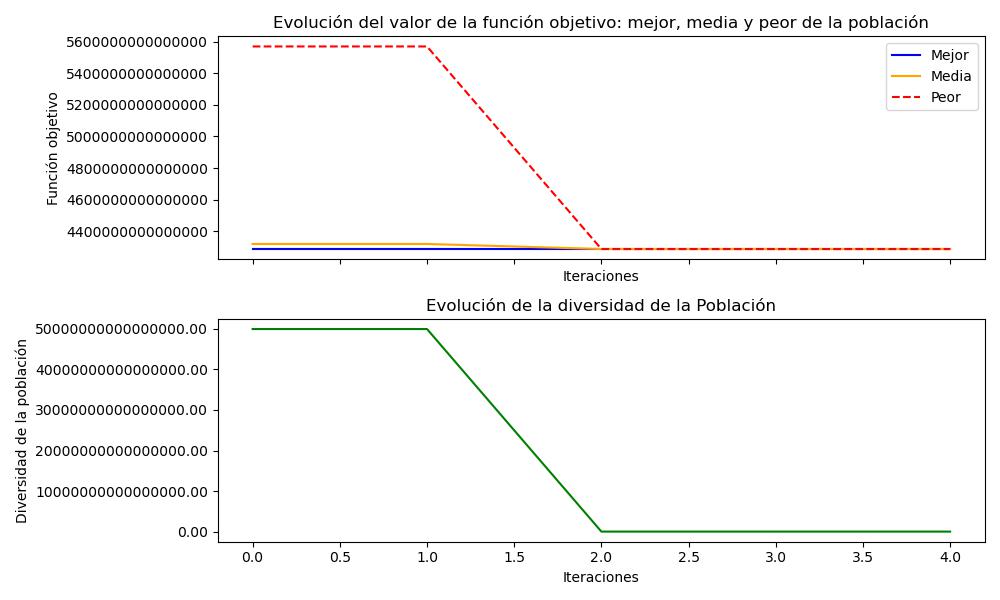 Evolución del valor de la función objetivo: mejor, media y peor de la población
5600000000000000
5400000000000000
5200000000000000
5000000000000000
4800000000000000
4600000000000000
4400000000000000
Función objetivo
Mejor
Media
Peor
Iteraciones
Evolución de la diversidad de la Población
50000000000000000.00
40000000000000000.00
30000000000000000.00
20000000000000000.00
10000000000000000.00
0.00
Diversidad de la población
0.0 0.5 1.0 1.5 2.0 2.5 3.0 3.5 4.0
Iteraciones